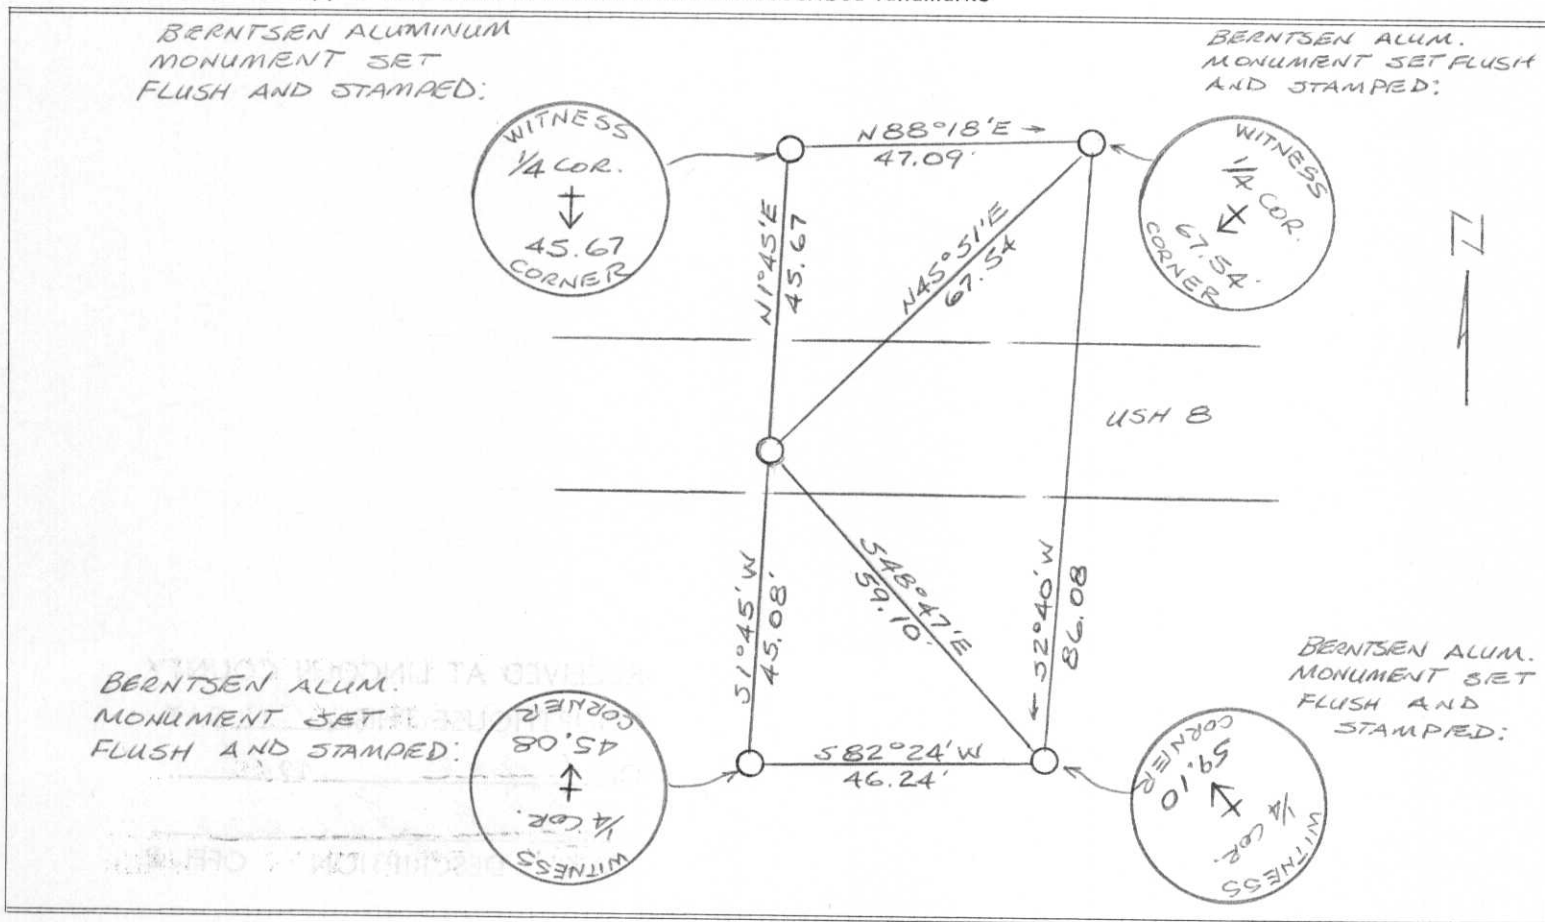 BERNTSEN ALUMINUM
MONUMENT SET
FLUSH AND STAMPED:
WITNESS
1/4 COR.
45.67
CORNER
N88°18'E →
47.09'
BERNTSEN ALUM.
MONUMENT SET FLUSH
AND STAMPED:
WITNESS
1/4 COR.
67.54'
CORNER
N
N1°45'E
45.67
N45°51'E
67.54
USH 8
S1°45'W
45.08'
S48°47'E
59.10'
← S2°40'W
86.08
BERNTSEN ALUM.
MONUMENT SET
FLUSH AND STAMPED:
WITNESS
1/4 COR.
45.08
CORNER
S82°24'W
46.24'
BERNTSEN ALUM.
MONUMENT SET
FLUSH AND
STAMPED:
WITNESS
1/4 COR.
59.10
CORNER